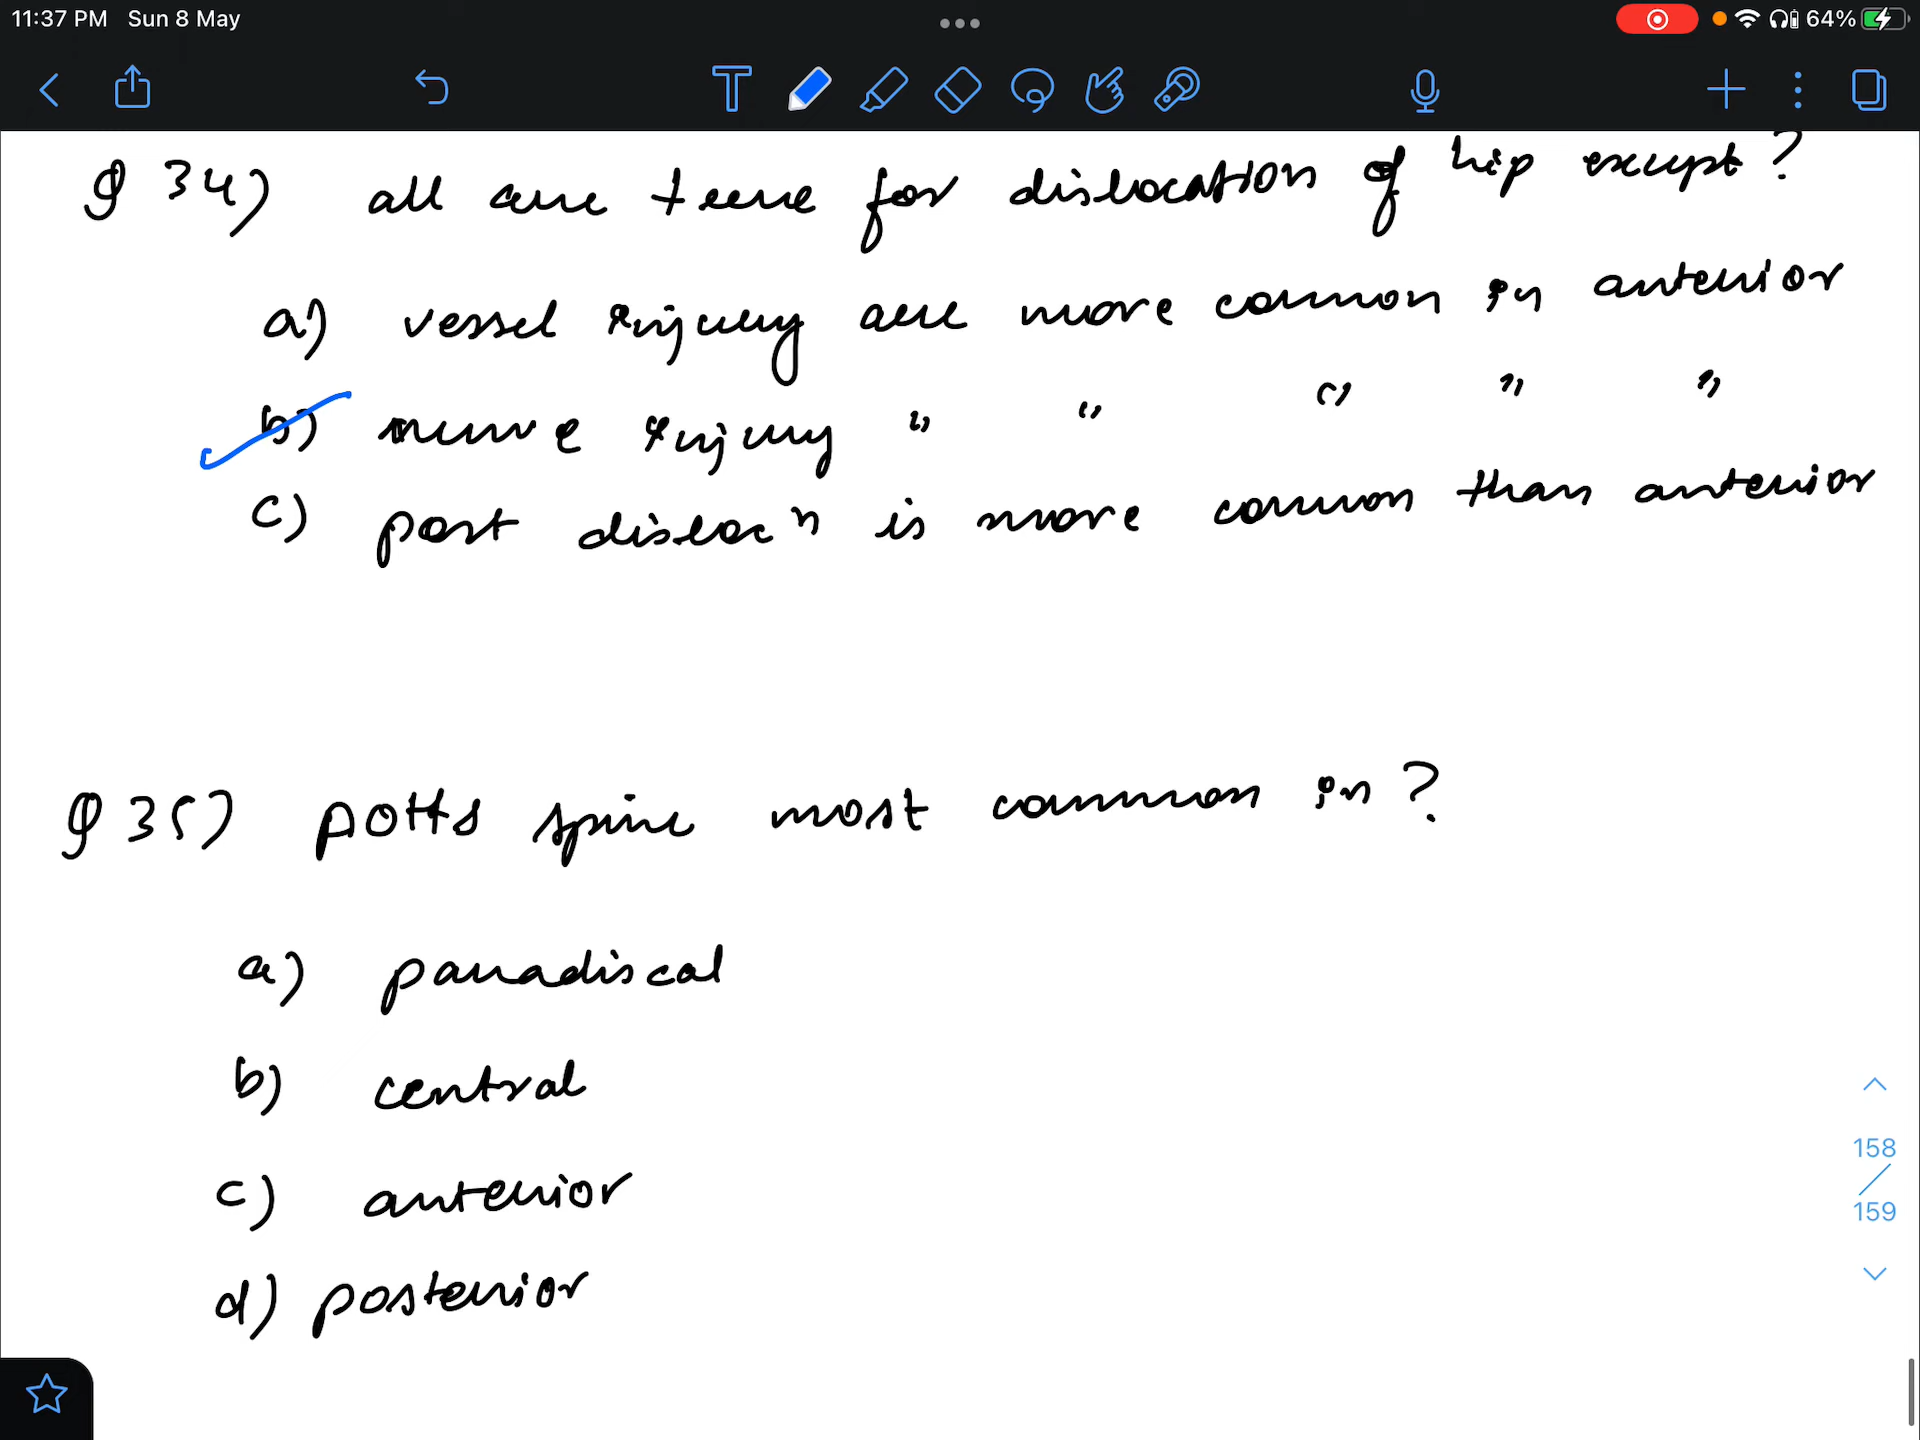 11:37 PM Sun 8 May
64%
Q 34) all are true for dislocation of hip except?
a) vessel injury are more common in anterior
b) nerve injury " " " " "
c) post disloc n is more common than anterior
Q 35) potts spine most common in?
a) paradiscal
b) central
c) anterior
d) posterior
158
159